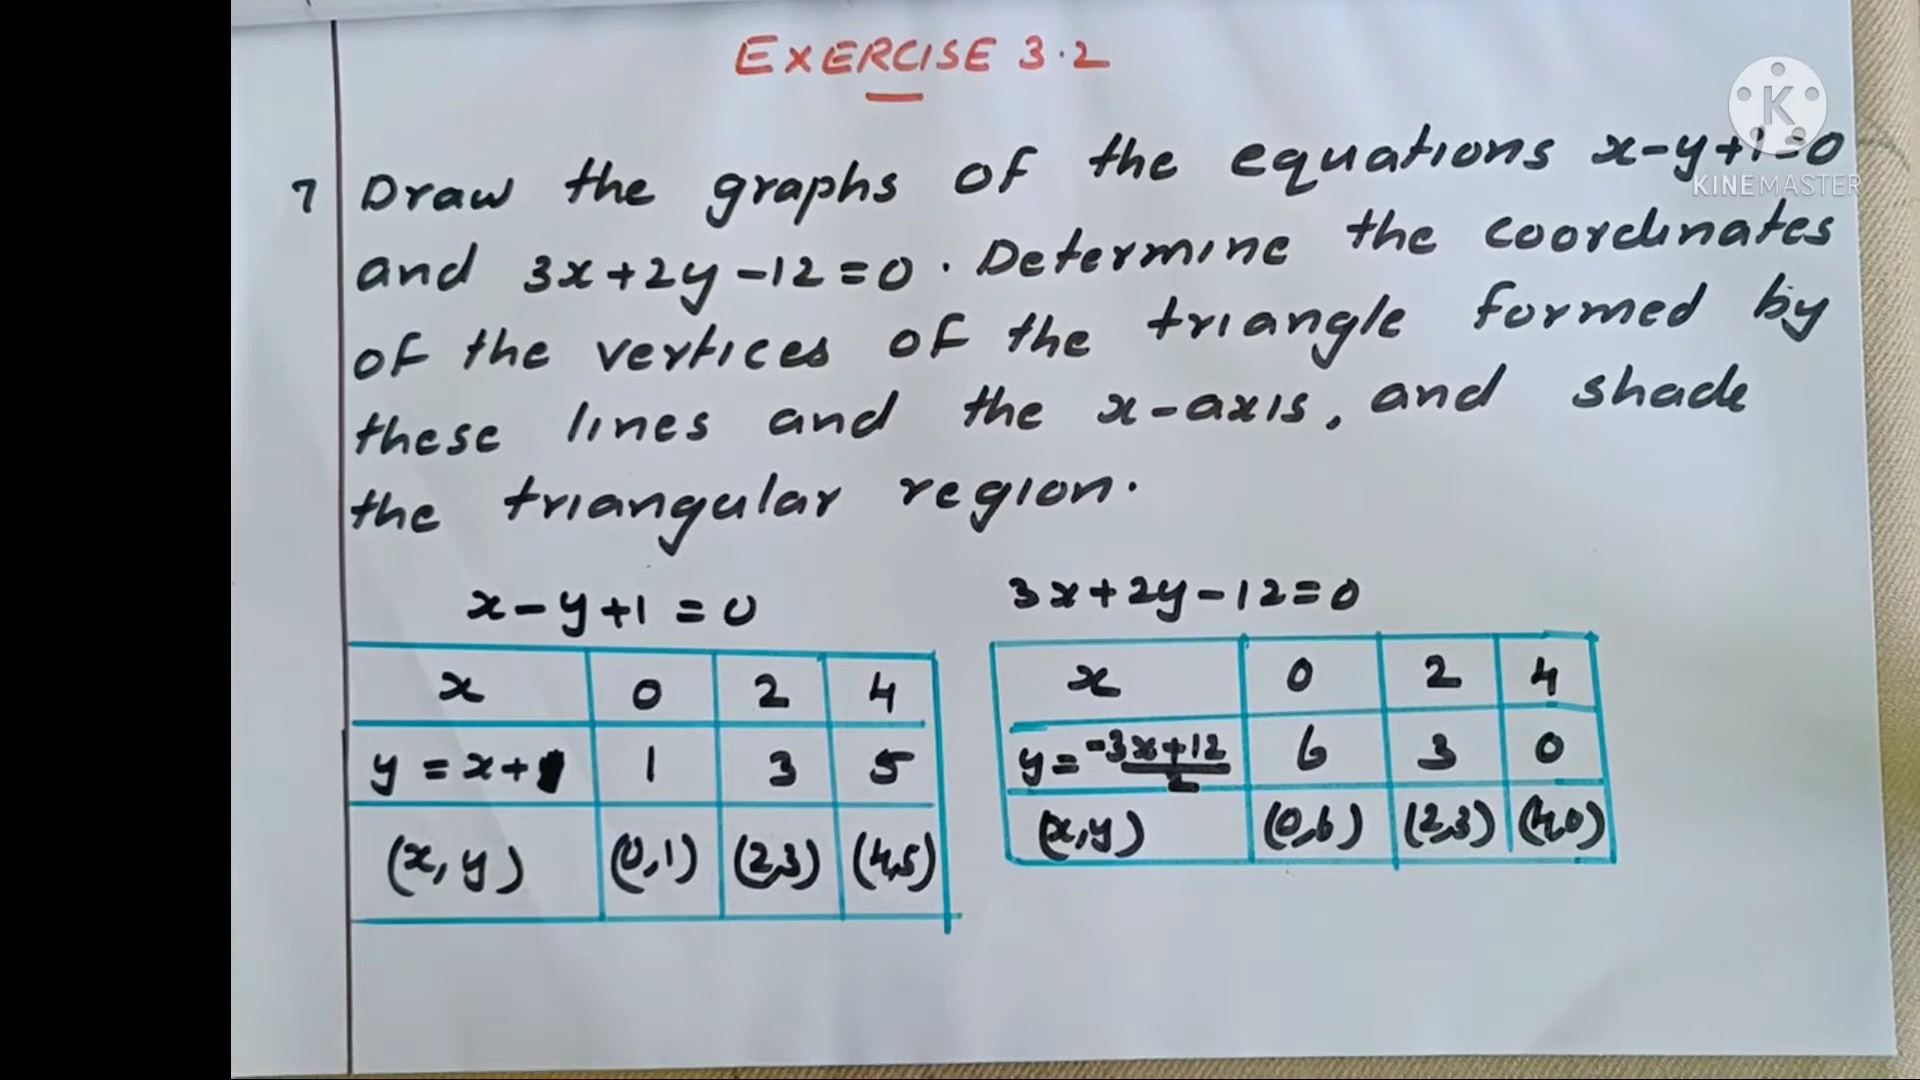 EXERCISE 3.2
K
KINEMASTER
7 Draw the graphs of the equations x-y+1=0
and 3x+2y-12=0. Determine the coordinates
of the vertices of the triangle formed by
these lines and the x-axis, and shade
the triangular region.
x-y+1=0
x 0 2 4
y=x+1 1 3 5
(x,y) (0,1) (2,3) (4,5)
3x+2y-12=0
x 0 2 4
y=-3x+12/2 6 3 0
(x,y) (0,6) (2,3) (4,0)